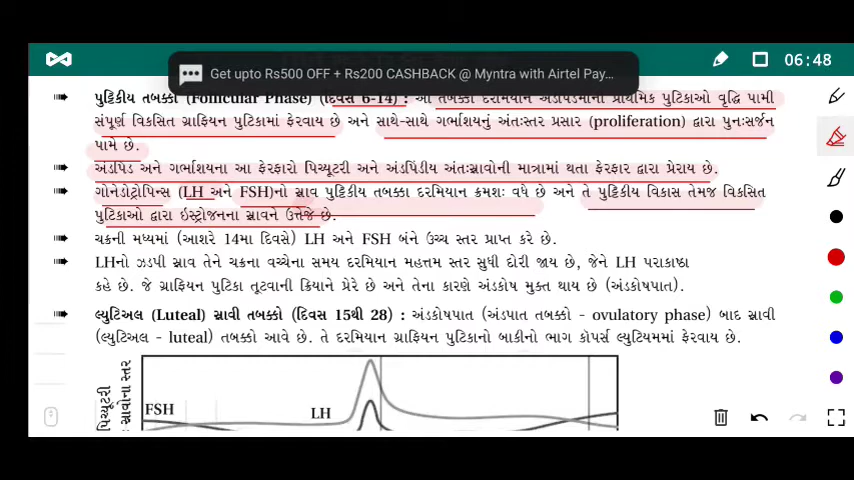 Get upto Rs500 OFF + Rs200 CASHBACK @ Myntra with Airtel Pay...
06:48
પુટ્ટિકીય તબક્કો (Follicular Phase) (દિવસ 6-14) : આ તબક્કા દરમિયાન અંડપિંડમાંની પ્રાથમિક પુટિકાઓ વૃદ્ધિ પામી
સંપૂર્ણ વિકસિત ગ્રાફિયન પુટિકામાં ફેરવાય છે અને સાથે-સાથે ગર્ભાશયનું અંતઃસ્તર પ્રસાર (proliferation) દ્વારા પુનઃસર્જન
પામે છે.
અંડપિંડ અને ગર્ભાશયના આ ફેરફારો પિચ્યૂટરી અને અંડપિંડીય અંતઃસ્રાવોની માત્રામાં થતા ફેરફાર દ્વારા પ્રેરાય છે.
ગોનેડોટ્રોપિન્સ (LH અને FSH)નો સ્રાવ પુટ્ટિકીય તબક્કા દરમિયાન ક્રમશઃ વધે છે અને તે પુટ્ટિકીય વિકાસ તેમજ વિકસિત
પુટિકાઓ દ્વારા ઇસ્ટ્રોજનના સ્રાવને ઉત્તેજે છે.
ચક્રની મધ્યમાં (આશરે 14મા દિવસે) LH અને FSH બંને ઉચ્ચ સ્તર પ્રાપ્ત કરે છે.
LHનો ઝડપી સ્રાવ તેને ચક્રના વચ્ચેના સમય દરમિયાન મહત્તમ સ્તર સુધી દોરી જાય છે, જેને LH પરાકાષ્ઠા
કહે છે. જે ગ્રાફિયન પુટિકા તૂટવાની ક્રિયાને પ્રેરે છે અને તેના કારણે અંડકોષ મુક્ત થાય છે (અંડકોષપાત).
લ્યુટિઅલ (Luteal) સ્રાવી તબક્કો (દિવસ 15થી 28) : અંડકોષપાત (અંડપાત તબક્કો - ovulatory phase) બાદ સ્રાવી
(લ્યુટિઅલ - luteal) તબક્કો આવે છે. તે દરમિયાન ગ્રાફિયન પુટિકાનો બાકીનો ભાગ કૉપર્સ લ્યુટિયમમાં ફેરવાય છે.
પિચ્યૂટરી
સ્રાવોના સ્તર
FSH
LH